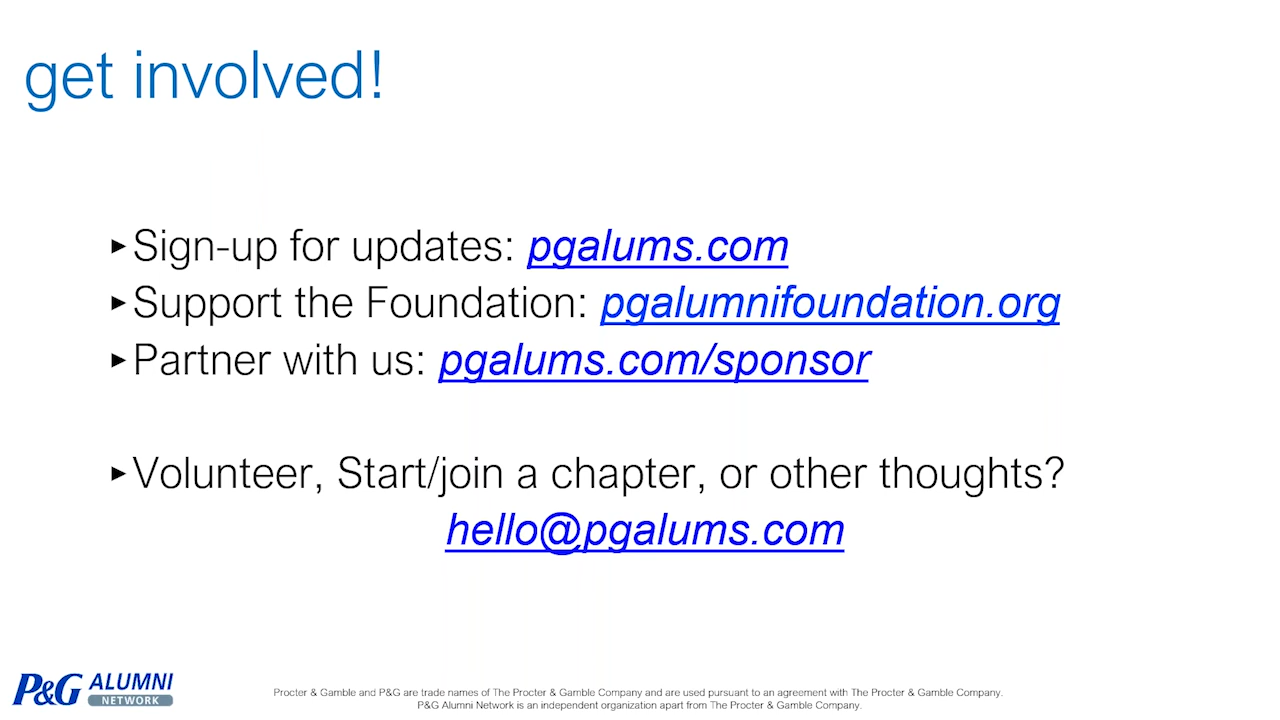 get involved!
▸Sign-up for updates: pgalums.com
▸Support the Foundation: pgalumnifoundation.org
▸Partner with us: pgalums.com/sponsor
▸Volunteer, Start/join a chapter, or other thoughts?
hello@pgalums.com
P&G ALUMNI
NETWORK
Procter & Gamble and P&G are trade names of The Procter & Gamble Company and are used pursuant to an agreement with The Procter & Gamble Company.
P&G Alumni Network is an independent organization apart from The Procter & Gamble Company.